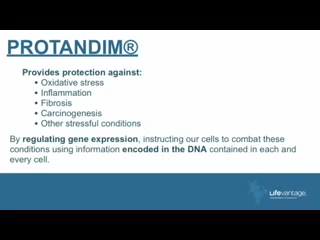 PROTANDIM®
Provides protection against:
• Oxidative stress
• Inflammation
• Fibrosis
• Carcinogenesis
• Other stressful conditions
By regulating gene expression, instructing our cells to combat these
conditions using information encoded in the DNA contained in each and
every cell.
Lifevantage.